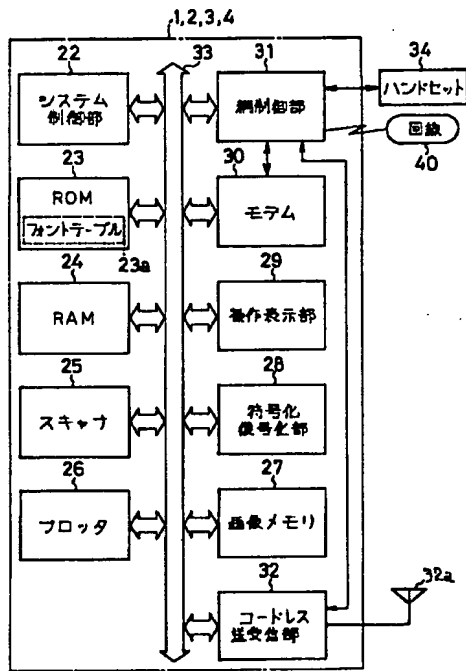 1,2,3,4
22
システム
制御部
23
ROM
フォントテーブル
23a
24
RAM
25
スキャナ
26
プロッタ
33
31
網制御部
30
モデム
29
操作表示部
28
符号化
復号化部
27
画像メモリ
32
コードレス
送受信部
34
ハンドセット
回線
40
32a